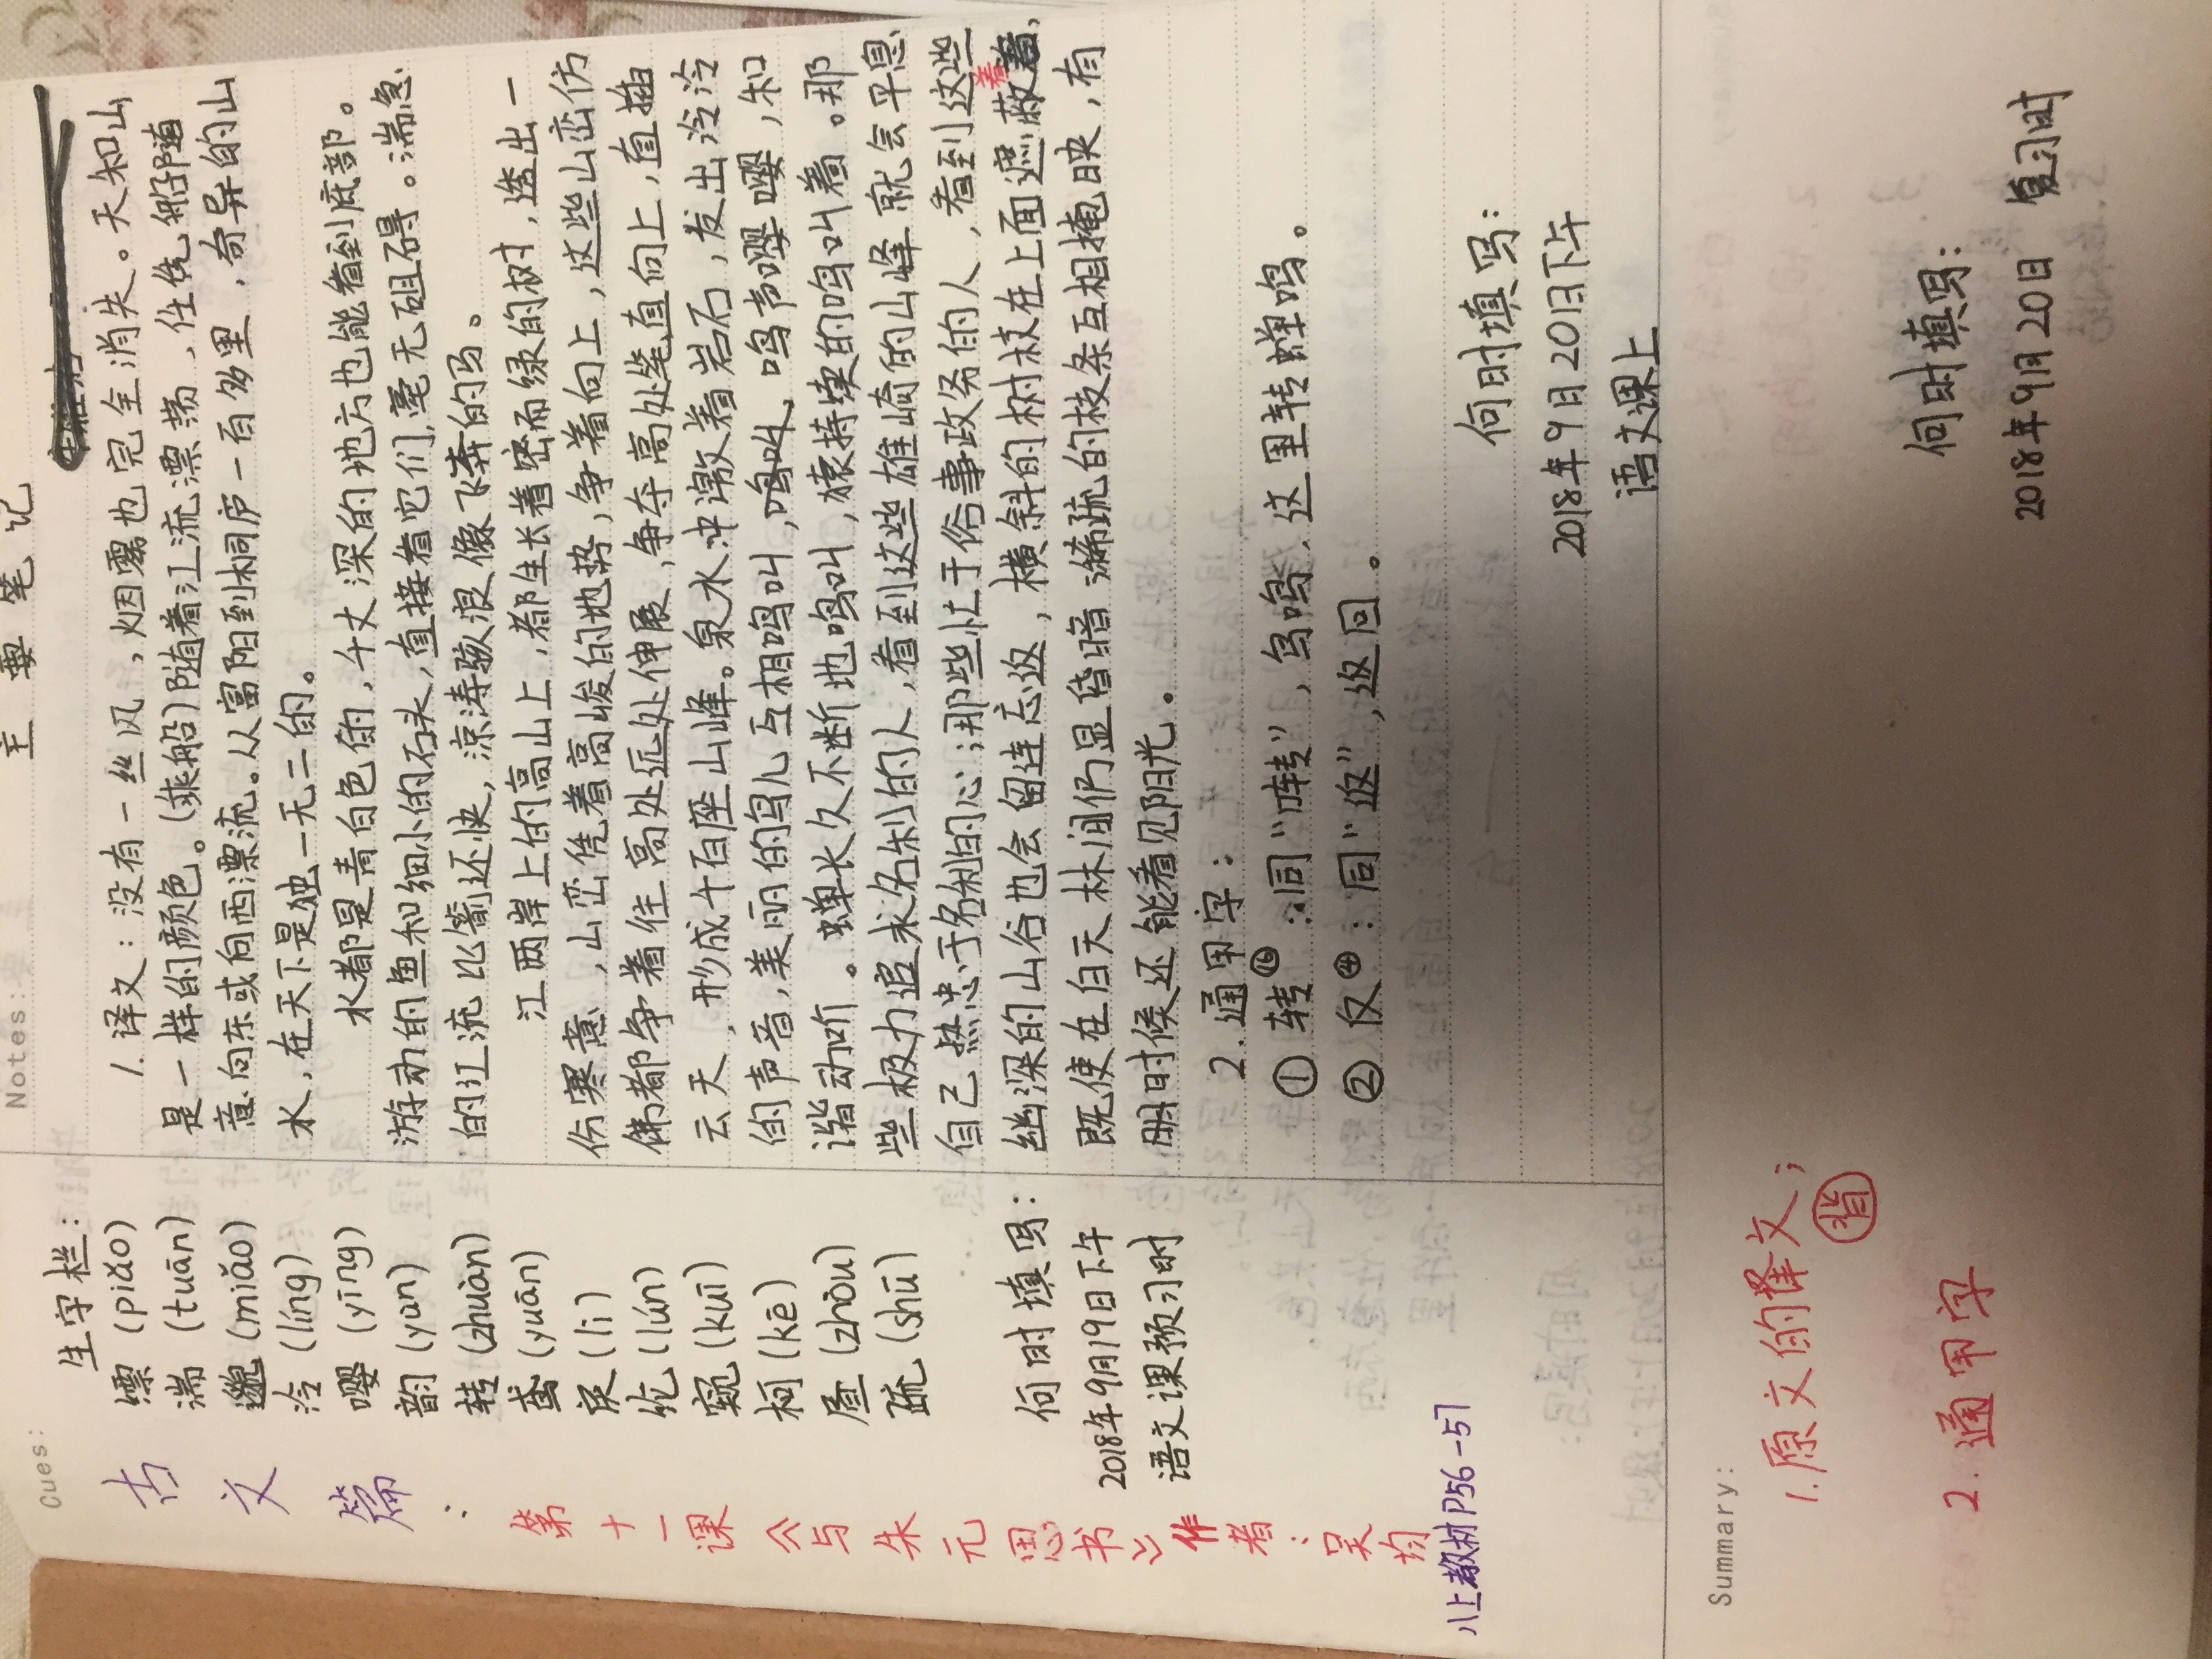 Cues:
生字栏：
缥 (piǎo)
湍 (tuān)
邈 (miǎo)
泠 (líng)
嘤 (yīng)
韵 (yùn)
转 (zhuàn)
鸢 (yuān)
戾 (lì)
纶 (lún)
窥 (kuī)
柯 (kē)
昼 (zhòu)
疏 (shū)
何时填写：
2018年9月19日下午
语文课预习时
古文篇：
第十一课《与朱元思书》作者：吴均
八上教材P56-57
Notes:
主要笔记
1. 译文：没有一丝风，烟雾也完全消失。天和山
是一样的颜色。(乘船)随着江流漂荡，任凭船随
意向东或向西漂流。从富阳到桐庐一百多里，奇异的山
水，在天下是独一无二的。
水都是青白色的，千丈深的地方也能看到底部。
游动的鱼和细小的石头，直接看它们，毫无阻碍。湍急
的江流比箭还快，凉涛骇浪像飞奔的马。
江两岸上的高山上，都生长着密而绿的树，透出一
份寒意，山峦凭着高峻的地势，争着向上，这些山峦仿
佛都争着往高处远处伸展，争夺高处笔直向上，直插
云天，形成千百座山峰。泉水冲激着岩石，发出泠泠
的声音，美丽的鸟儿互相鸣叫，鸣声嘤嘤，和
谐动听。蝉长久不断地鸣叫，猿持续的鸣叫着。那
些极力追求名利的人，看到这些雄崎的山峰就会平息
自己热忠于名利的心；那些忙于俗事政务的人，看到这些
幽深的山谷也会留连忘返，横斜的树枝在上面遮蔽着，
既使在白天林间仍显昏暗稀疏的枝条互相掩映，有
时候还能看见阳光。
2. 通甲字：
① 转⑯：同“啭”，鸟鸣，这里转蝉鸣。
② 反④：同“返”，返回。
何时填写：
2018年9月20日下午
语文课上
Summary:
1. 原文的译文；
背
2. 通甲字
何时填写：
2018年9月20日 复习时